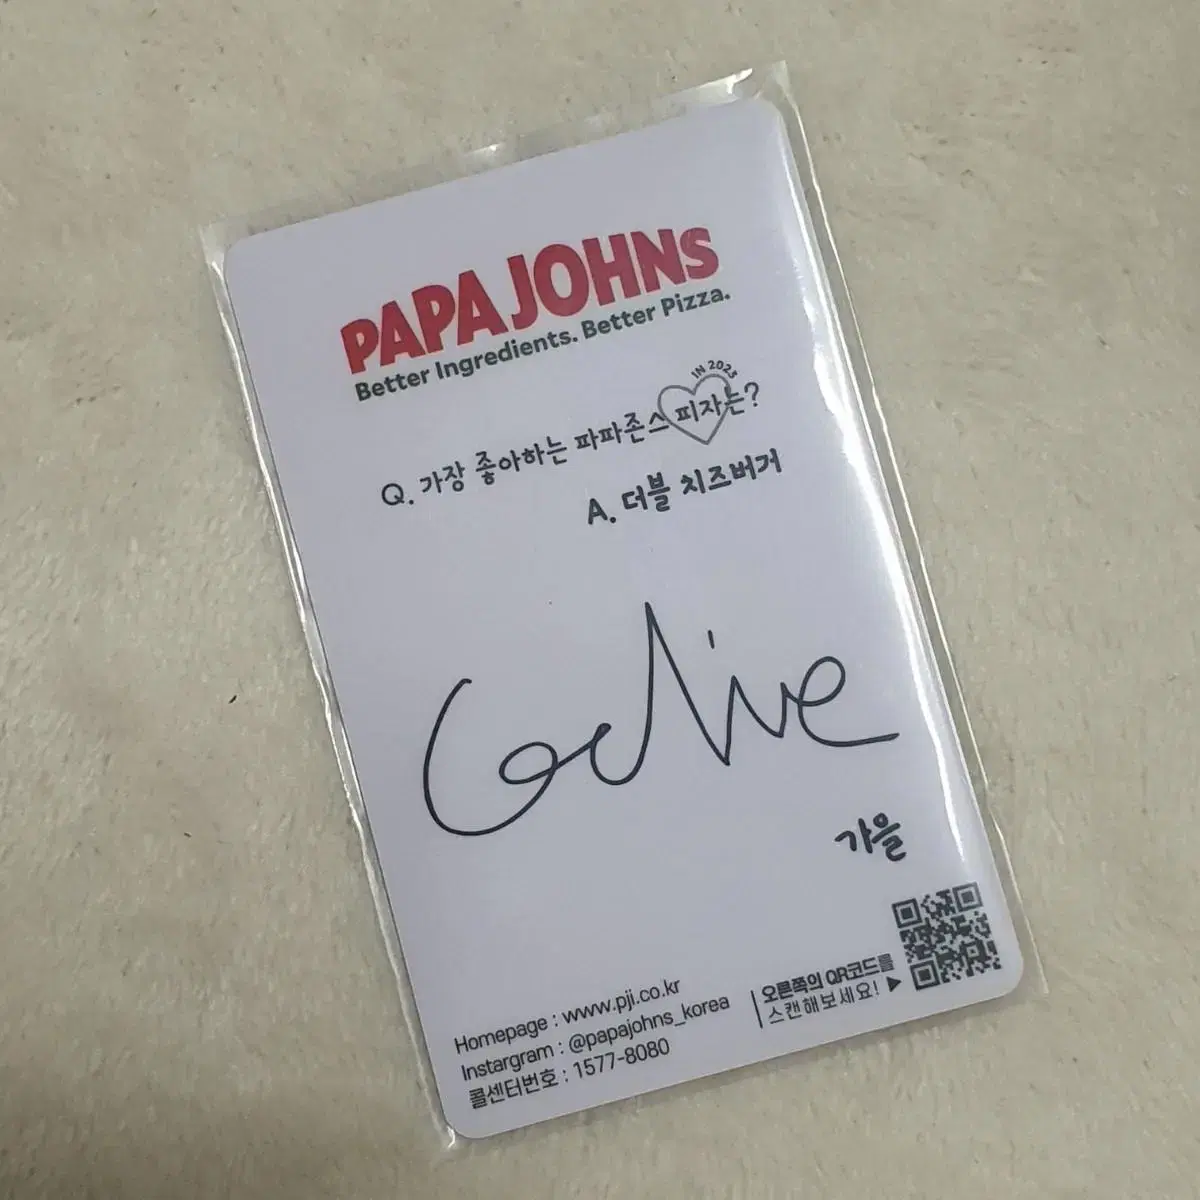 PAPA JOHNS
Better Ingredients. Better Pizza.
IN 2023
Q. 가장 좋아하는 파파존스 피자는?
A. 더블 치즈버거
가을
Homepage : www.pji.co.kr
Instargram : @papajohns_korea
콜센터번호 : 1577-8080
오른쪽의 QR코드를
스캔해보세요! ▶